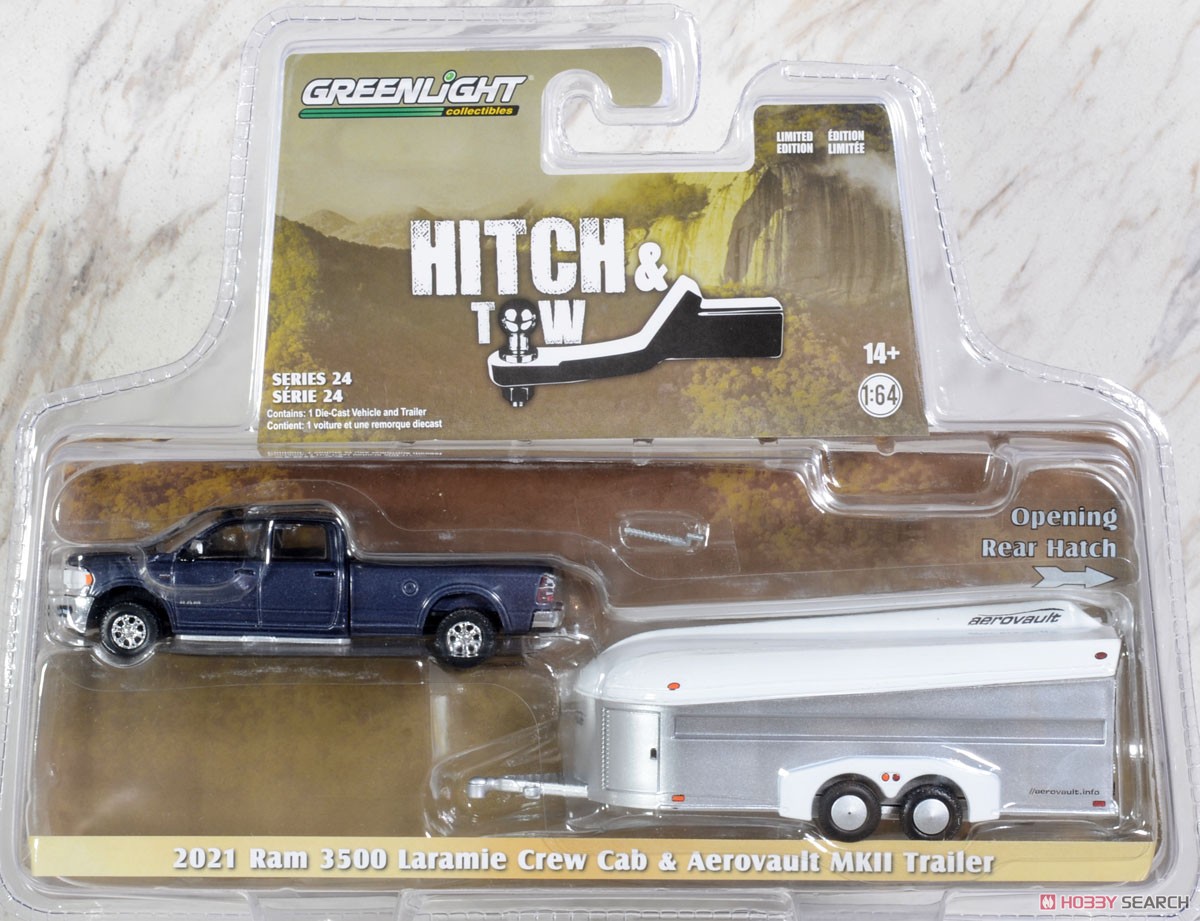 GREENLiGHT
collectibles
LIMITED EDITION
ÉDITION LIMITÉE
HITCH &
TOW
14+
1:64
SERIES 24
SÉRIE 24
Contains: 1 Die-Cast Vehicle and Trailer
Contient: 1 voiture et une remorque diecast
Opening
Rear Hatch
RAM
aerovault
//aerovault.info
2021 Ram 3500 Laramie Crew Cab & Aerovault MKII Trailer
HOBBY SEARCH